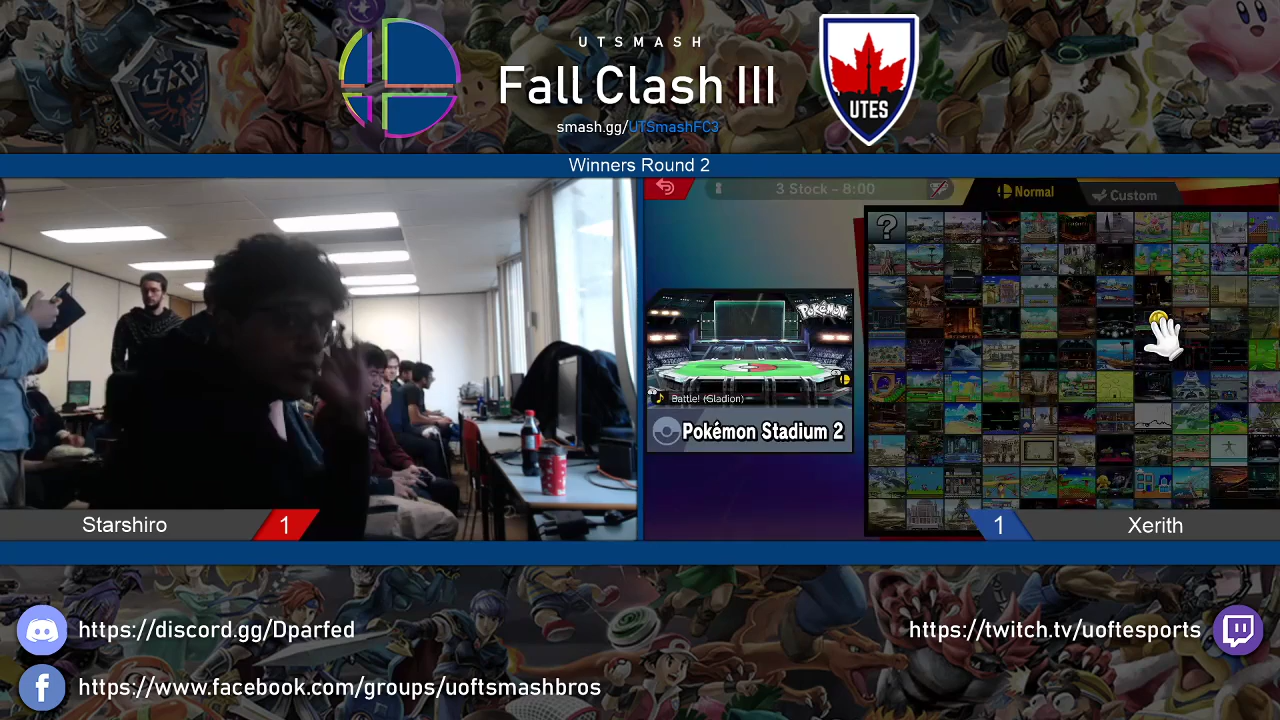 UTSMASH
Fall Clash III
smash.gg/UTSmashFC3
UTES
Winners Round 2
3 Stock - 8:00
Normal
Custom
?
Pokémon
Battle! (Gladion)
Pokémon Stadium 2
Starshiro
1
1
Xerith
https://discord.gg/Dparfed
https://twitch.tv/uoftesports
https://www.facebook.com/groups/uoftsmashbros